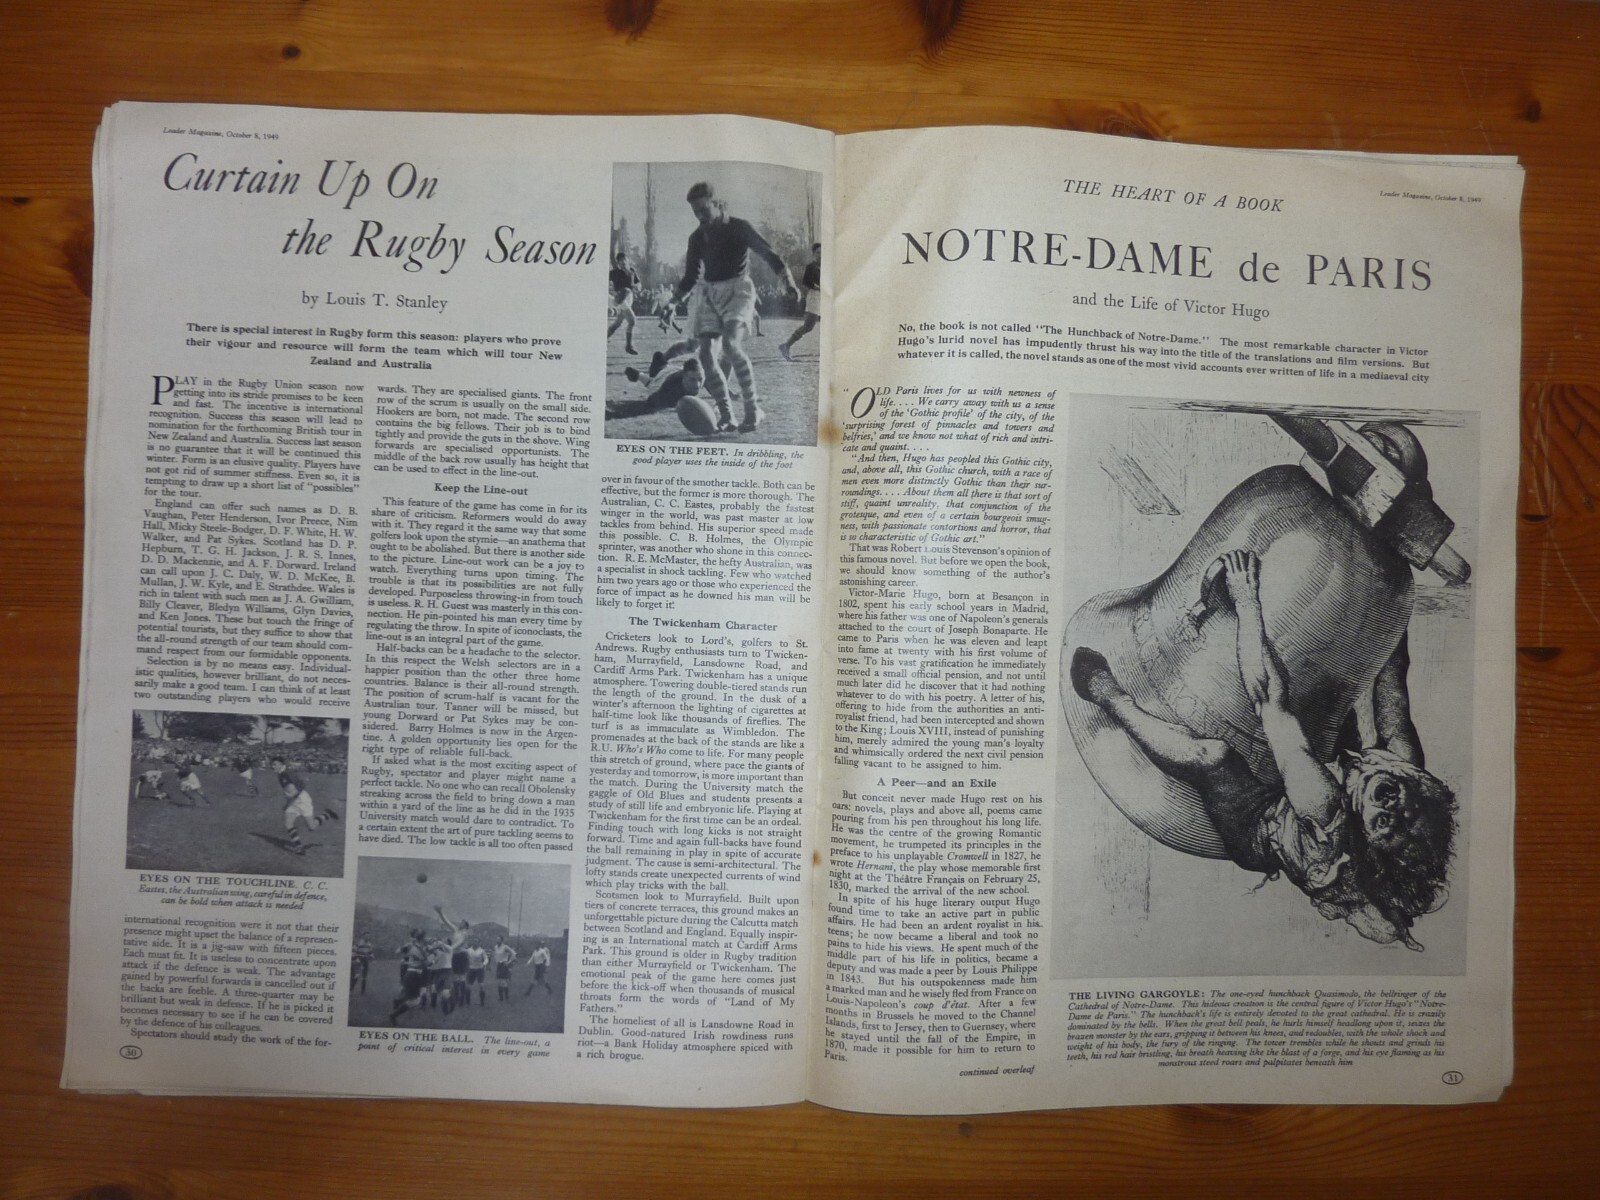 Leader Magazine, October 8, 1949
Curtain Up On
the Rugby Season
by Louis T. Stanley
There is special interest in Rugby form this season: players who prove
their vigour and resource will form the team which will tour New
Zealand and Australia
PLAY in the Rugby Union season now
getting into its stride promises to be keen
and fast. The incentive is international
recognition. Success this season will lead to
nomination for the forthcoming British tour in
New Zealand and Australia. Success last season
is no guarantee that it will be continued this
winter. Form is an elusive quality. Players have
not got rid of summer stiffness. Even so, it is
tempting to draw up a short list of "possibles"
for the tour.
England can offer such names as D. B.
Vaughan, Peter Henderson, Ivor Preece, Nim
Hall, Micky Steele-Bodger, D. F. White, H. W.
Walker, and Pat Sykes. Scotland has D. P.
Hepburn, T. G. H. Jackson, J. R. S. Innes,
D. D. Mackenzie, and A. F. Dorward. Ireland
can call upon J. C. Daly, W. D. McKee, B.
Mullan, J. W. Kyle, and E. Strathdee. Wales is
rich in talent with such men as J. A. Gwilliam,
Billy Cleaver, Bledyn Williams, Glyn Davies,
and Ken Jones. These but touch the fringe of
potential tourists, but they suffice to show that
the all-round strength of our team should com-
mand respect from our formidable opponents.
Selection is by no means easy. Individual-
istic qualities, however brilliant, do not neces-
sarily make a good team. I can think of at least
two outstanding players who would receive
EYES ON THE TOUCHLINE. C. C.
Eastes, the Australian wing, careful in defence,
can be bold when attack is needed
international recognition were it not that their
presence might upset the balance of a represen-
tative side. It is a jig-saw with fifteen pieces.
Each must fit. It is useless to concentrate upon
attack if the defence is weak. The advantage
gained by powerful forwards is cancelled out if
the backs are feeble. A three-quarter may be
brilliant but weak in defence. If he is picked it
becomes necessary to see if he can be covered
by the defence of his colleagues.
Spectators should study the work of the for-
30
wards. They are specialised giants. The front
row of the scrum is usually on the small side.
Hookers are born, not made. The second row
contains the big fellows. Their job is to bind
tightly and provide the guts in the shove. Wing
forwards are specialised opportunists. The
middle of the back row usually has height that
can be used to effect in the line-out.
Keep the Line-out
This feature of the game has come in for its
share of criticism. Reformers would do away
with it. They regard it the same way that some
golfers look upon the stymie—an anathema that
ought to be abolished. But there is another side
to the picture. Line-out work can be a joy to
watch. Everything turns upon timing. The
trouble is that its possibilities are not fully
developed. Purposeless throwing-in from touch
is useless. R. H. Guest was masterly in this con-
nection. He pin-pointed his man every time by
regulating the throw. In spite of iconoclasts, the
line-out is an integral part of the game.
Half-backs can be a headache to the selector.
In this respect the Welsh selectors are in a
happier position than the other three home
countries. Balance is their all-round strength.
The position of scrum-half is vacant for the
Australian tour. Tanner will be missed, but
young Dorward or Pat Sykes may be con-
sidered. Barry Holmes is now in the Argen-
tine. A golden opportunity lies open for the
right type of reliable full-back.
If asked what is the most exciting aspect of
Rugby, spectator and player might name a
perfect tackle. No one who can recall Obolensky
streaking across the field to bring down a man
within a yard of the line as he did in the 1935
University match would dare to contradict. To
a certain extent the art of pure tackling seems to
have died. The low tackle is all too often passed
EYES ON THE BALL. The line-out, a
point of critical interest in every game
EYES ON THE FEET. In dribbling, the
good player uses the inside of the foot
over in favour of the smother tackle. Both can be
effective, but the former is more thorough. The
Australian, C. C. Eastes, probably the fastest
winger in the world, was past master at low
tackles from behind. His superior speed made
this possible. C. B. Holmes, the Olympic
sprinter, was another who shone in this connec-
tion. R. E. McMaster, the hefty Australian, was
a specialist in shock tackling. Few who watched
him two years ago or those who experienced the
force of impact as he downed his man will be
likely to forget it!
The Twickenham Character
Cricketers look to Lord's, golfers to St.
Andrews. Rugby enthusiasts turn to Twicken-
ham, Murrayfield, Lansdowne Road, and
Cardiff Arms Park. Twickenham has a unique
atmosphere. Towering double-tiered stands run
the length of the ground. In the dusk of a
winter's afternoon the lighting of cigarettes at
half-time look like thousands of fireflies. The
turf is as immaculate as Wimbledon. The
promenades at the back of the stands are like a
R.U. Who's Who come to life. For many people
this stretch of ground, where pace the giants of
yesterday and tomorrow, is more important than
the match. During the University match the
gaggle of Old Blues and students presents a
study of still life and embryonic life. Playing at
Twickenham for the first time can be an ordeal.
Finding touch with long kicks is not straight
forward. Time and again full-backs have found
the ball remaining in play in spite of accurate
judgment. The cause is semi-architectural. The
lofty stands create unexpected currents of wind
which play tricks with the ball.
Scotsmen look to Murrayfield. Built upon
tiers of concrete terraces, this ground makes an
unforgettable picture during the Calcutta match
between Scotland and England. Equally inspir-
ing is an International match at Cardiff Arms
Park. This ground is older in Rugby tradition
than either Murrayfield or Twickenham. The
emotional peak of the game here comes just
before the kick-off when thousands of musical
throats form the words of "Land of My
Fathers."
The homeliest of all is Lansdowne Road in
Dublin. Good-natured Irish rowdiness runs
riot—a Bank Holiday atmosphere spiced with
a rich brogue.
THE HEART OF A BOOK
Leader Magazine, October 8, 1949
NOTRE-DAME de PARIS
and the Life of Victor Hugo
No, the book is not called "The Hunchback of Notre-Dame." The most remarkable character in Victor
Hugo's lurid novel has impudently thrust his way into the title of the translations and film versions. But
whatever it is called, the novel stands as one of the most vivid accounts ever written of life in a mediaeval city
"OLD Paris lives for us with newness of
life. . . . We carry away with us a sense
of the 'Gothic profile' of the city, of the
'surprising forest of pinnacles and towers and
belfries,' and we know not what of rich and intri-
cate and quaint. . . .
"And then, Hugo has peopled this Gothic city,
and, above all, this Gothic church, with a race of
men even more distinctly Gothic than their sur-
roundings. . . . About them all there is that sort of
stiff, quaint unreality, that conjunction of the
grotesque, and even of a certain bourgeois smug-
ness, with passionate contortions and horror, that
is so characteristic of Gothic art."
That was Robert Louis Stevenson's opinion of
this famous novel. But before we open the book,
we should know something of the author's
astonishing career.
Victor-Marie Hugo, born at Besançon in
1802, spent his early school years in Madrid,
where his father was one of Napoleon's generals
attached to the court of Joseph Bonaparte. He
came to Paris when he was eleven and leapt
into fame at twenty with his first volume of
verse. To his vast gratification he immediately
received a small official pension, and not until
much later did he discover that it had nothing
whatever to do with his poetry. A letter of his,
offering to hide from the authorities an anti-
royalist friend, had been intercepted and shown
to the King; Louis XVIII, instead of punishing
him, merely admired the young man's loyalty
and whimsically ordered the next civil pension
falling vacant to be assigned to him.
A Peer—and an Exile
But conceit never made Hugo rest on his
oars: novels, plays and above all, poems came
pouring from his pen throughout his long life.
He was the centre of the growing Romantic
movement, he trumpeted its principles in the
preface to his unplayable Cromwell in 1827, he
wrote Hernani, the play whose memorable first
night at the Théâtre Français on February 25,
1830, marked the arrival of the new school.
In spite of his huge literary output Hugo
found time to take an active part in public
affairs. He had been an ardent royalist in his
teens; he now became a liberal and took no
pains to hide his views. He spent much of the
middle part of his life in politics, became a
deputy and was made a peer by Louis Philippe
in 1843. But his outspokenness made him
a marked man and he wisely fled from France on
Louis-Napoleon's coup d'état. After a few
months in Brussels he moved to the Channel
Islands, first to Jersey, then to Guernsey, where
he stayed until the fall of the Empire, in
1870, made it possible for him to return to
Paris.
continued overleaf
THE LIVING GARGOYLE: The one-eyed hunchback Quasimodo, the bellringer of the
Cathedral of Notre-Dame. This hideous creation is the central figure of Victor Hugo's "Notre-
Dame de Paris." The hunchback's life is entirely devoted to the great cathedral. He is crazily
dominated by the bells. When the great bell peals, he hurls himself headlong upon it, seizes the
brazen monster by the ears, gripping it between his knees, and redoubles, with the whole shock and
weight of his body, the fury of the ringing. The tower trembles while he shouts and grinds his
teeth, his red hair bristling, his breath heaving like the blast of a forge, and his eye flaming as his
monstrous steed roars and palpitates beneath him
31